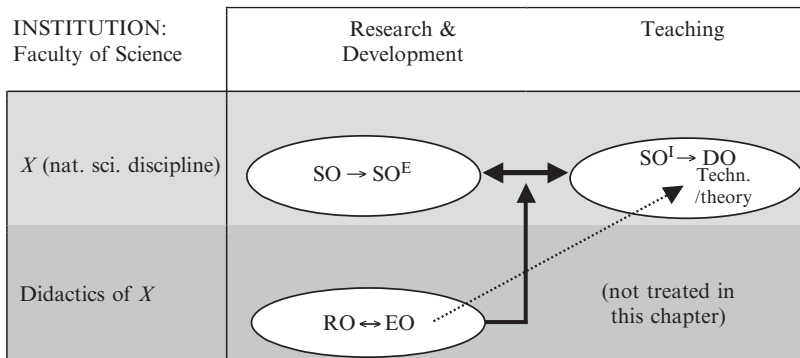 INSTITUTION:
Faculty of Science
Research &
Development
Teaching
X (nat. sci. discipline)
SO → SO^E
SO^I → DO
Techn.
/theory
Didactics of X
RO ↔ EO
(not treated in
this chapter)